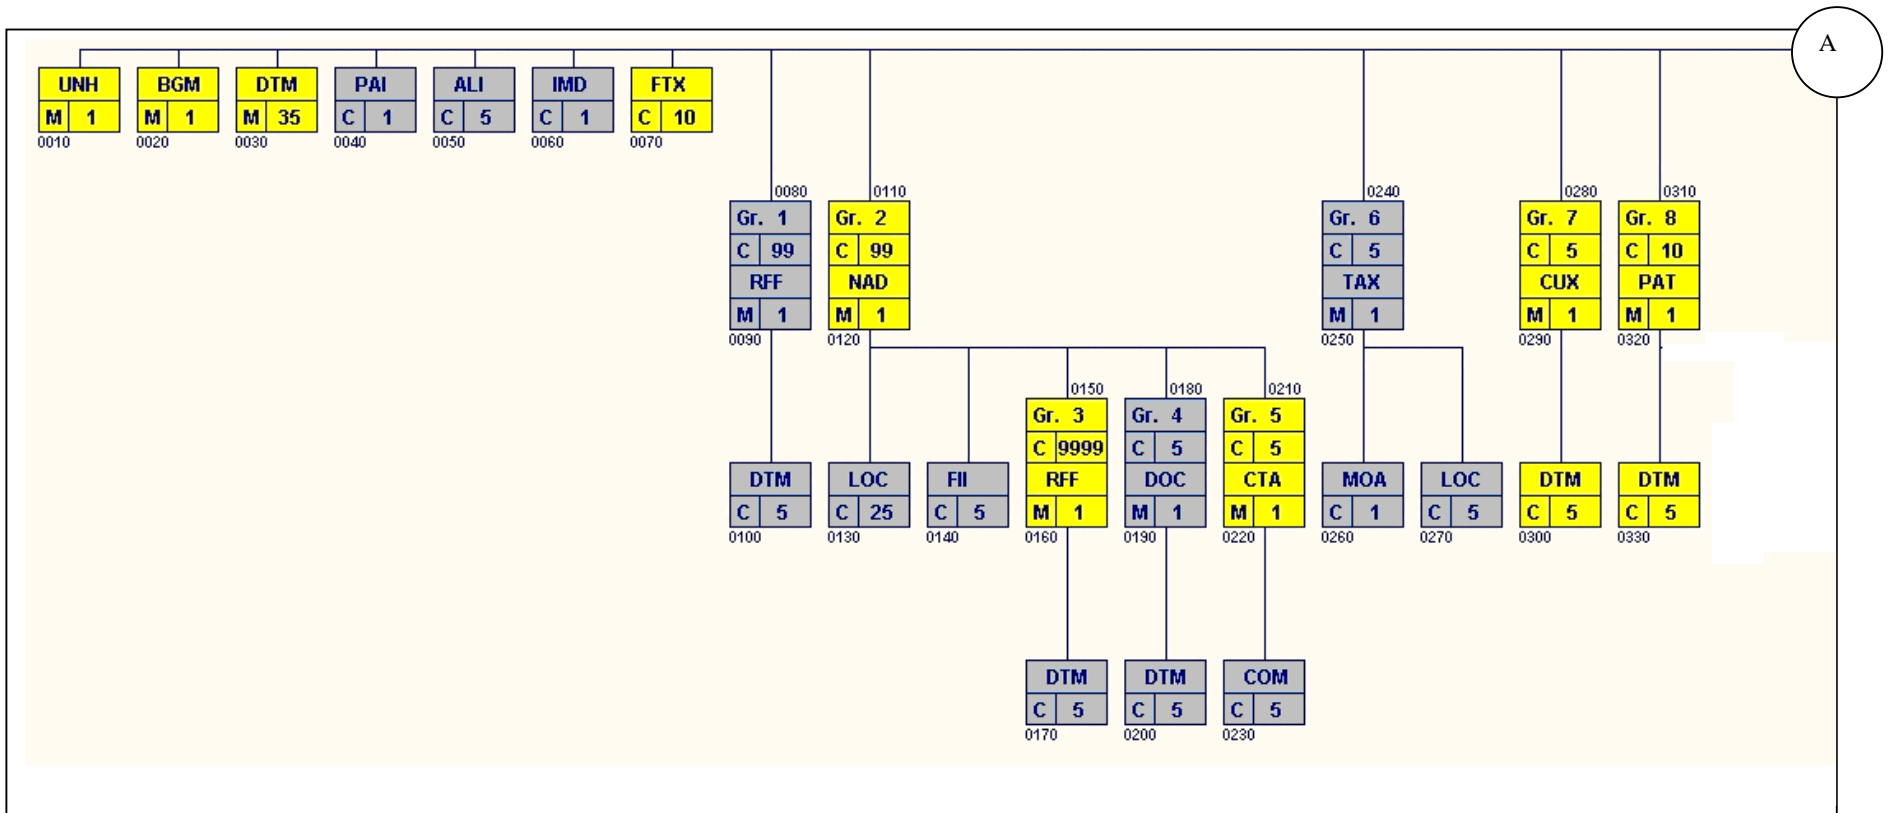 A
UNH BGM DTM PAI ALI IMD FTX
M 1 M 1 M 35 C 1 C 5 C 1 C 10
0010 0020 0030 0040 0050 0060 0070
0080 0110 0240 0280 0310
Gr. 1 Gr. 2 Gr. 6 Gr. 7 Gr. 8
C 99 C 99 C 5 C 5 C 10
RFF NAD TAX CUX PAT
M 1 M 1 M 1 M 1 M 1
0090 0120 0250 0290 0320
0150 0180 0210
Gr. 3 Gr. 4 Gr. 5
C 9999 C 5 C 5
DTM LOC FII RFF DOC CTA MOA LOC DTM DTM
C 5 C 25 C 5 M 1 M 1 M 1 C 1 C 5 C 5 C 5
0100 0130 0140 0160 0190 0220 0260 0270 0300 0330
DTM DTM COM
C 5 C 5 C 5
0170 0200 0230